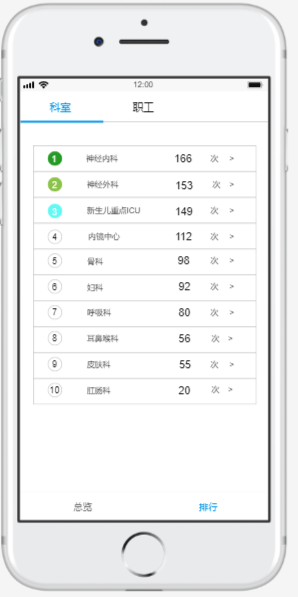 12:00
科室 职工
1 神经内科 166 次 >
2 神经外科 153 次 >
3 新生儿重点ICU 149 次 >
4 内镜中心 112 次 >
5 骨科 98 次 >
6 妇科 92 次 >
7 呼吸科 80 次 >
8 耳鼻喉科 56 次 >
9 皮肤科 55 次 >
10 肛肠科 20 次 >
总览 排行